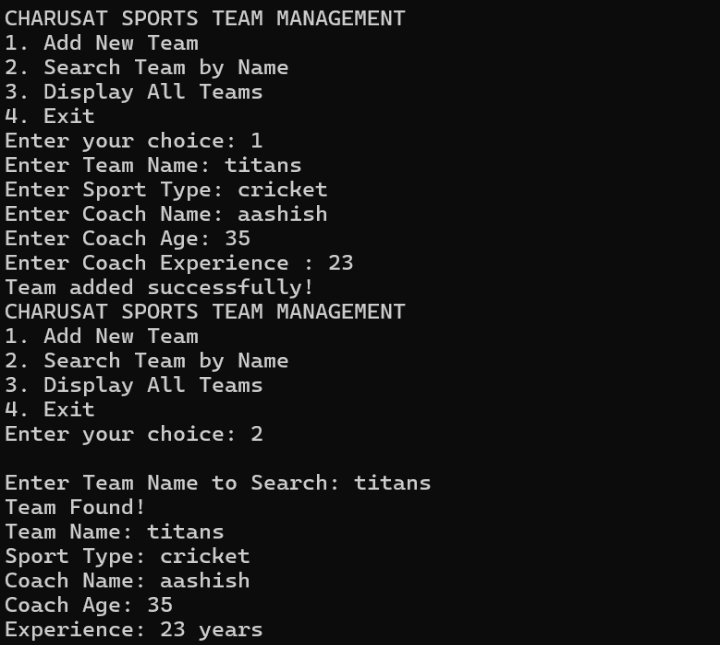 CHARUSAT SPORTS TEAM MANAGEMENT
1. Add New Team
2. Search Team by Name
3. Display All Teams
4. Exit
Enter your choice: 1
Enter Team Name: titans
Enter Sport Type: cricket
Enter Coach Name: aashish
Enter Coach Age: 35
Enter Coach Experience : 23
Team added successfully!
CHARUSAT SPORTS TEAM MANAGEMENT
1. Add New Team
2. Search Team by Name
3. Display All Teams
4. Exit
Enter your choice: 2
Enter Team Name to Search: titans
Team Found!
Team Name: titans
Sport Type: cricket
Coach Name: aashish
Coach Age: 35
Experience: 23 years